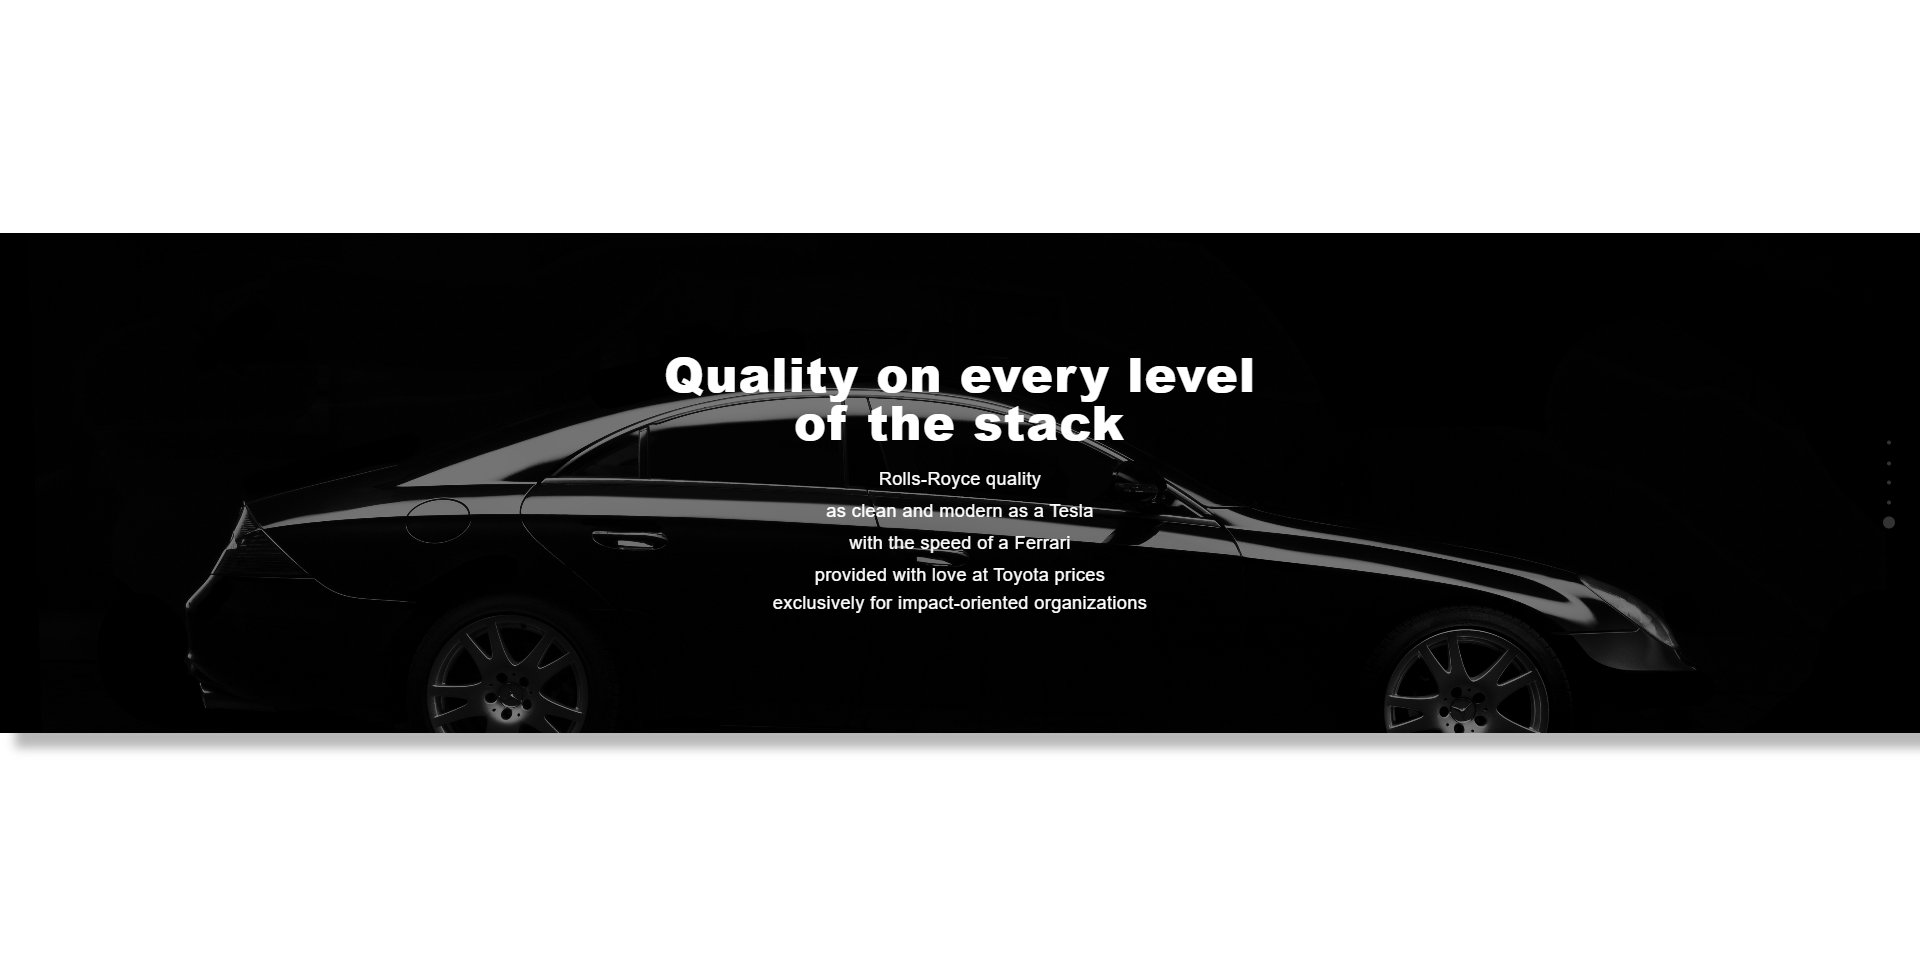 Quality on every level
of the stack
Rolls-Royce quality
as clean and modern as a Tesla
with the speed of a Ferrari
provided with love at Toyota prices
exclusively for impact-oriented organizations